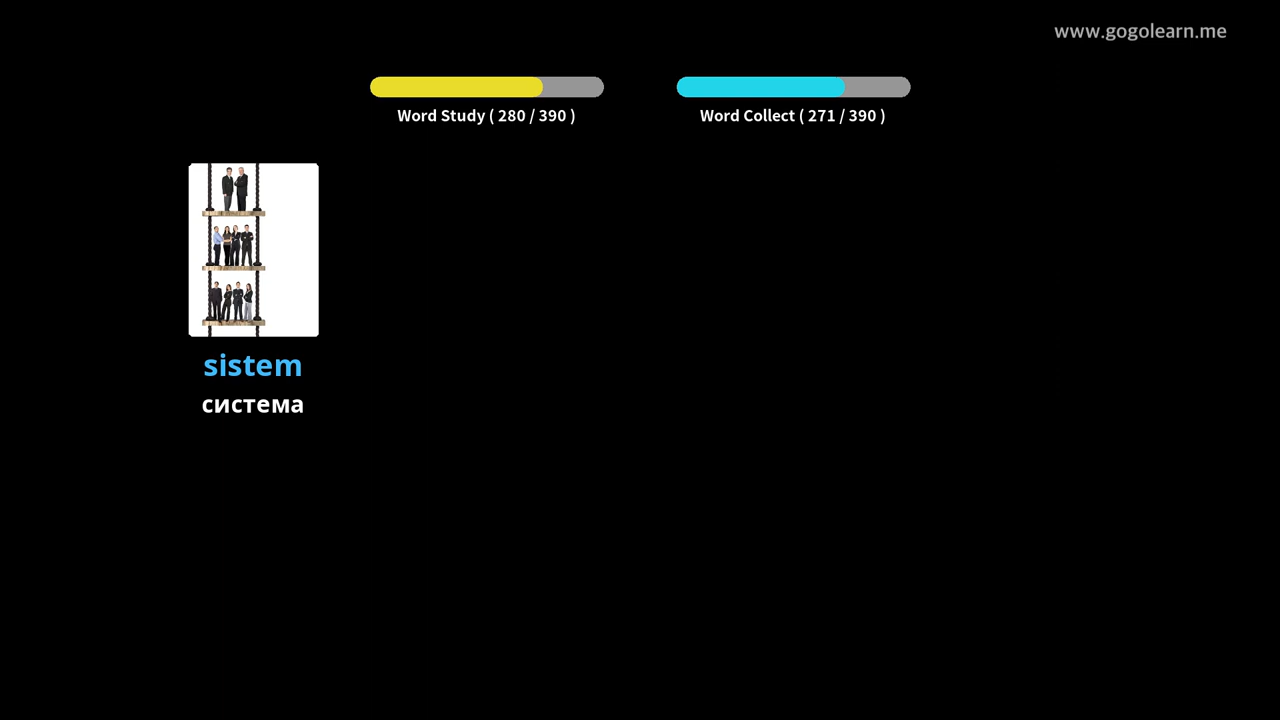 www.gogolearn.me
Word Study ( 280 / 390 )
Word Collect ( 271 / 390 )
sistem
система